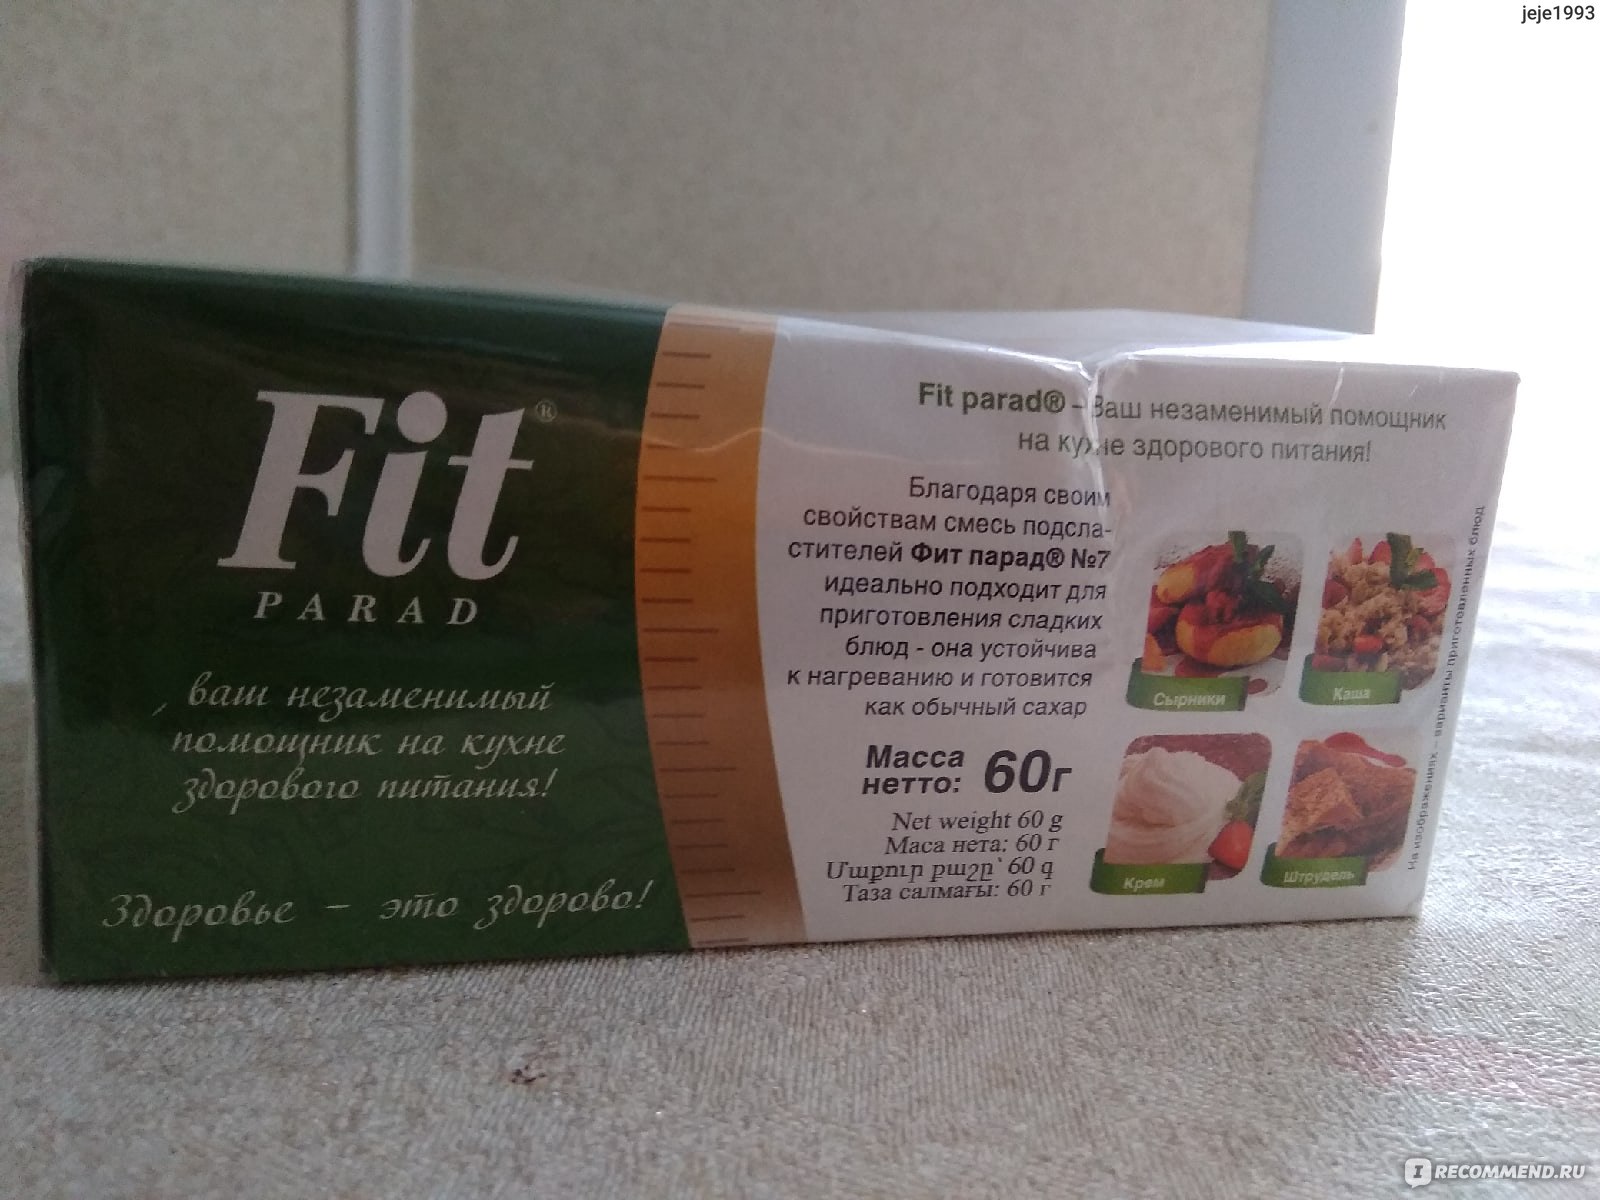 jeje1993
Fit®
PARAD
ваш незаменимый
помощник на кухне
здорового питания!
Здоровье – это здорово!
Fit parad® – Ваш незаменимый помощник
на кухне здорового питания!
Благодаря своим
свойствам смесь подсла-
стителей Фит парад® №7
идеально подходит для
приготовления сладких
блюд - она устойчива
к нагреванию и готовится
как обычный сахар
Масса
нетто: 60г
Net weight 60 g
Маса нета: 60 г
Մաքուր քաշը՝ 60 գ
Таза салмағы: 60 г
Сырники
Каша
Крем
Штрудель
На изображениях – варианты приготовленных блюд
IRECOMMEND.RU